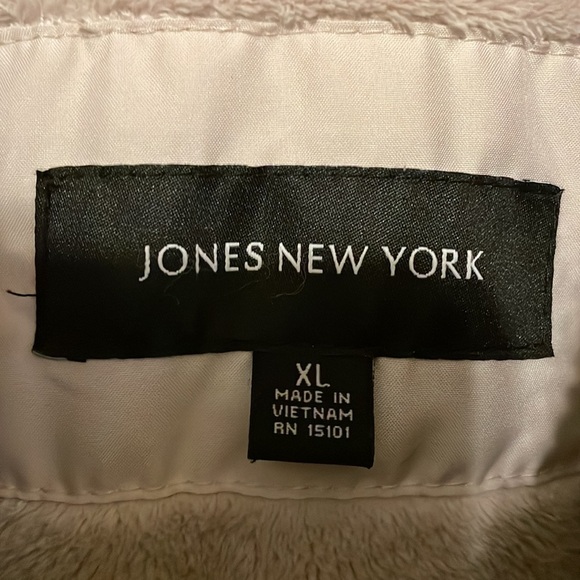 JONES NEW YORK
XL
MADE IN
VIETNAM
RN 15101